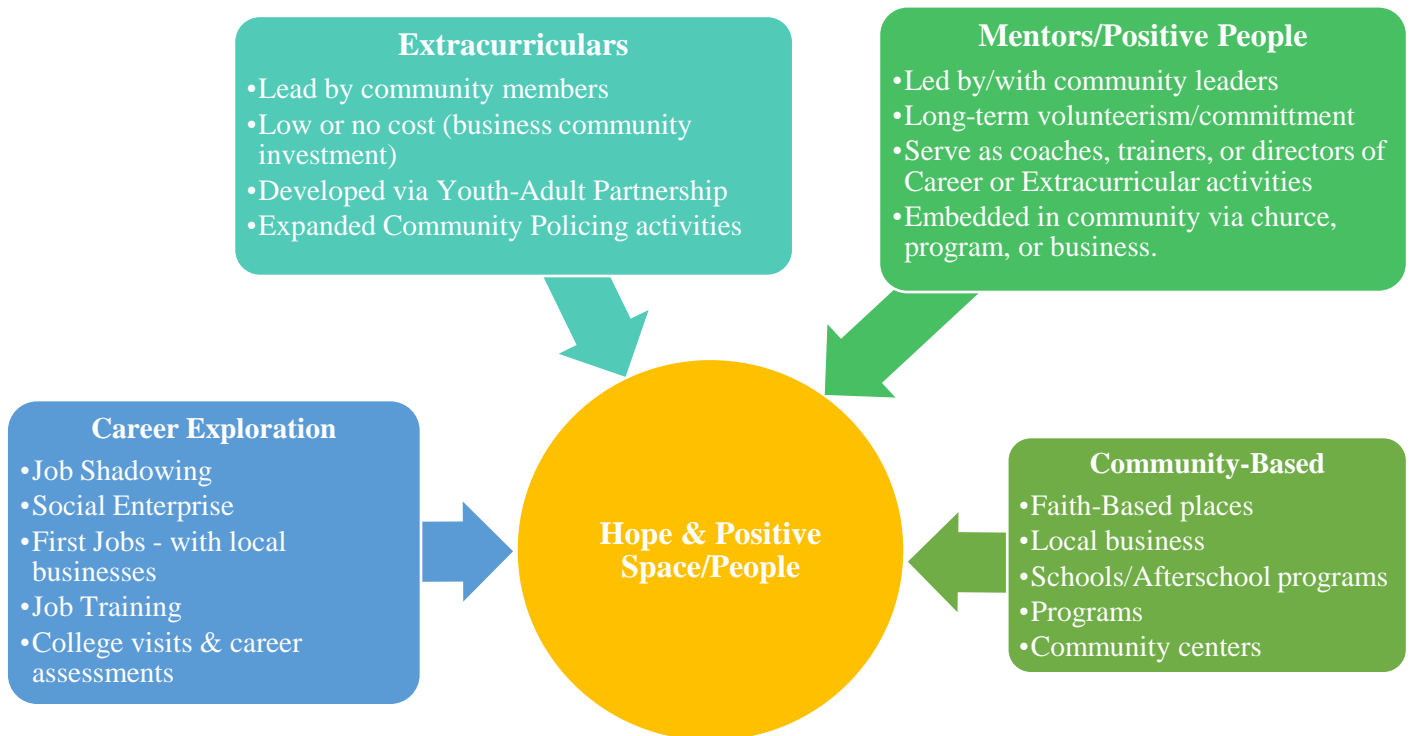 Extracurriculars
•Lead by community members
•Low or no cost (business community
investment)
•Developed via Youth-Adult Partnership
•Expanded Community Policing activities
Mentors/Positive People
•Led by/with community leaders
•Long-term volunteerism/committment
•Serve as coaches, trainers, or directors of
Career or Extracurricular activities
•Embedded in community via churce,
program, or business.
Career Exploration
•Job Shadowing
•Social Enterprise
•First Jobs - with local
businesses
•Job Training
•College visits & career
assessments
Hope & Positive
Space/People
Community-Based
•Faith-Based places
•Local business
•Schools/Afterschool programs
•Programs
•Community centers